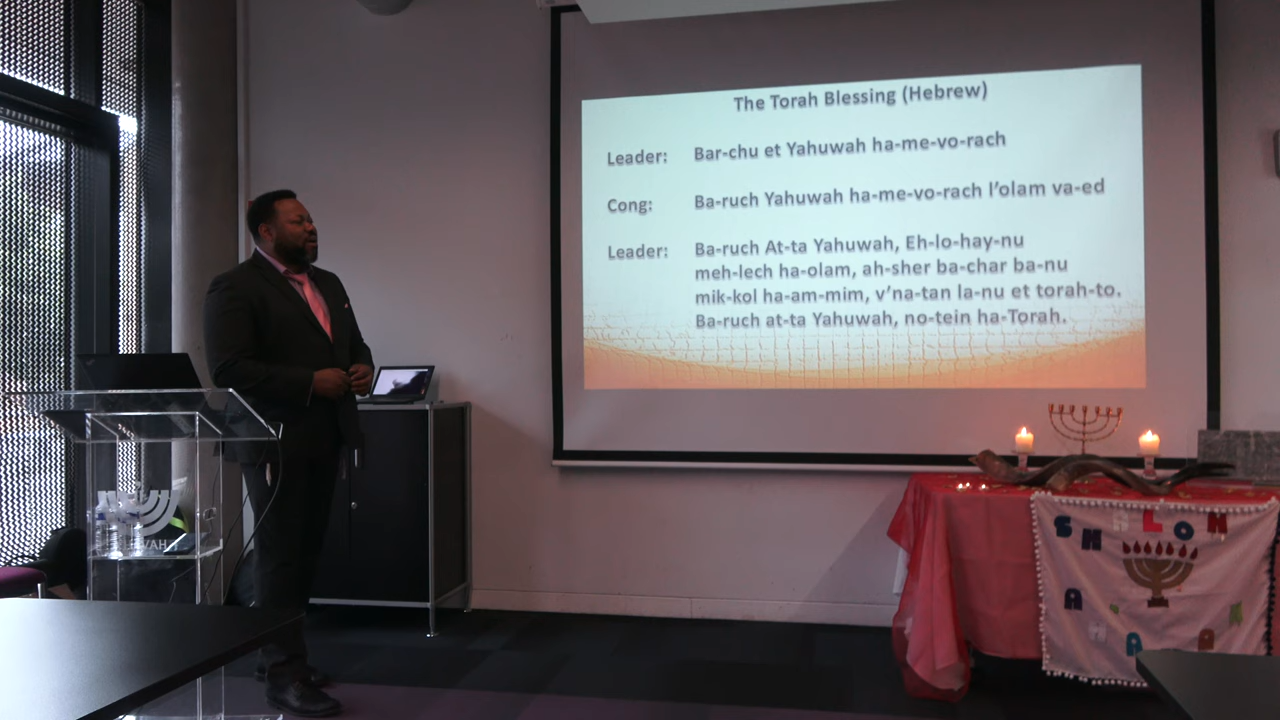 The Torah Blessing (Hebrew)
Leader: Bar-chu et Yahuwah ha-me-vo-rach
Cong: Ba-ruch Yahuwah ha-me-vo-rach l'olam va-ed
Leader: Ba-ruch At-ta Yahuwah, Eh-lo-hay-nu
meh-lech ha-olam, ah-sher ba-char ba-nu
mik-kol ha-am-mim, v'na-tan la-nu et torah-to.
Ba-ruch at-ta Yahuwah, no-tein ha-Torah.
SHALOM